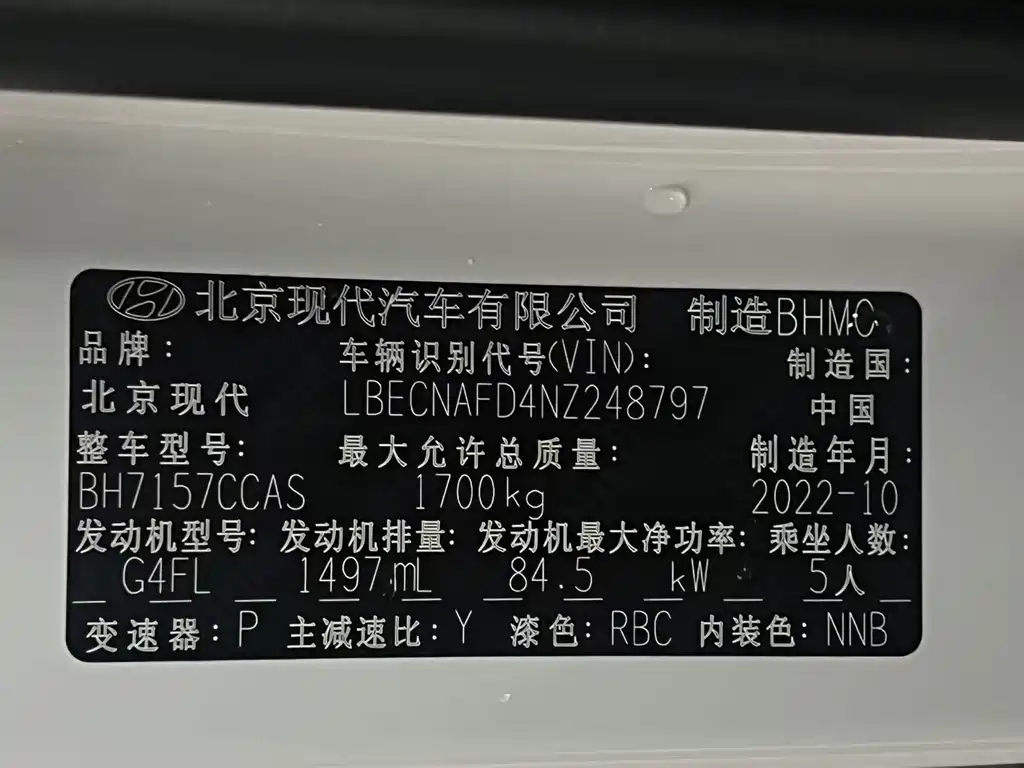 北京现代汽车有限公司 制造BHMC
品牌: 车辆识别代号(VIN): 制造国:
北京现代 LBECNAFD4NZ248797 中国
整车型号: 最大允许总质量: 制造年月:
BH7157CCAS 1700kg 2022-10
发动机型号: 发动机排量: 发动机最大净功率: 乘坐人数:
G4FL 1497mL 84.5 kW 5人
变速器: P 主减速比: Y 漆色: RBC 内装色: NNB